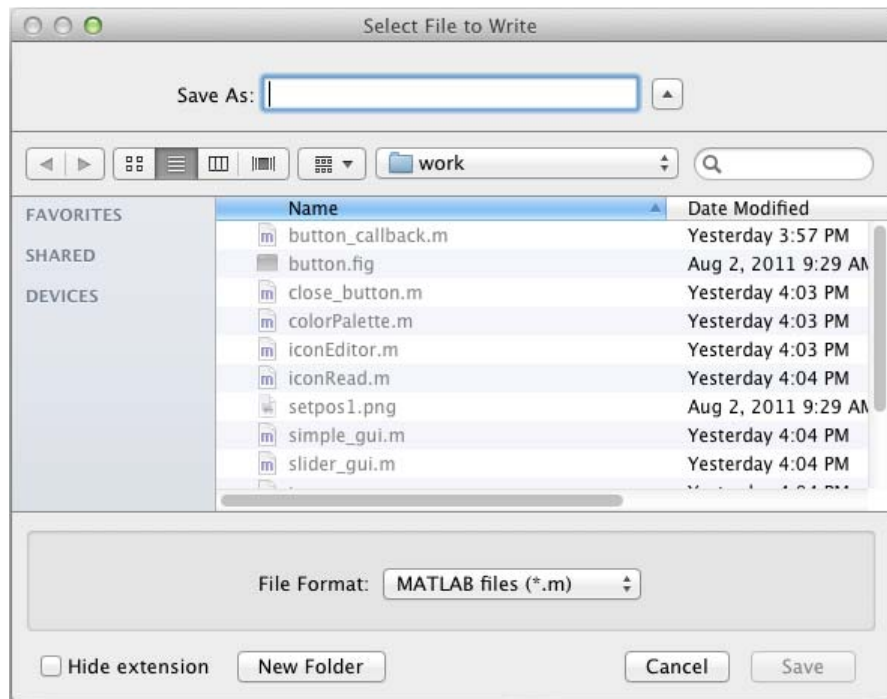 Select File to Write
Save As:
work
FAVORITES
SHARED
DEVICES
Name Date Modified
button_callback.m Yesterday 3:57 PM
button.fig Aug 2, 2011 9:29 AM
close_button.m Yesterday 4:03 PM
colorPalette.m Yesterday 4:03 PM
iconEditor.m Yesterday 4:03 PM
iconRead.m Yesterday 4:04 PM
setpos1.png Aug 2, 2011 9:29 AM
simple_gui.m Yesterday 4:04 PM
slider_gui.m Yesterday 4:04 PM
File Format: MATLAB files (*.m)
Hide extension New Folder Cancel Save